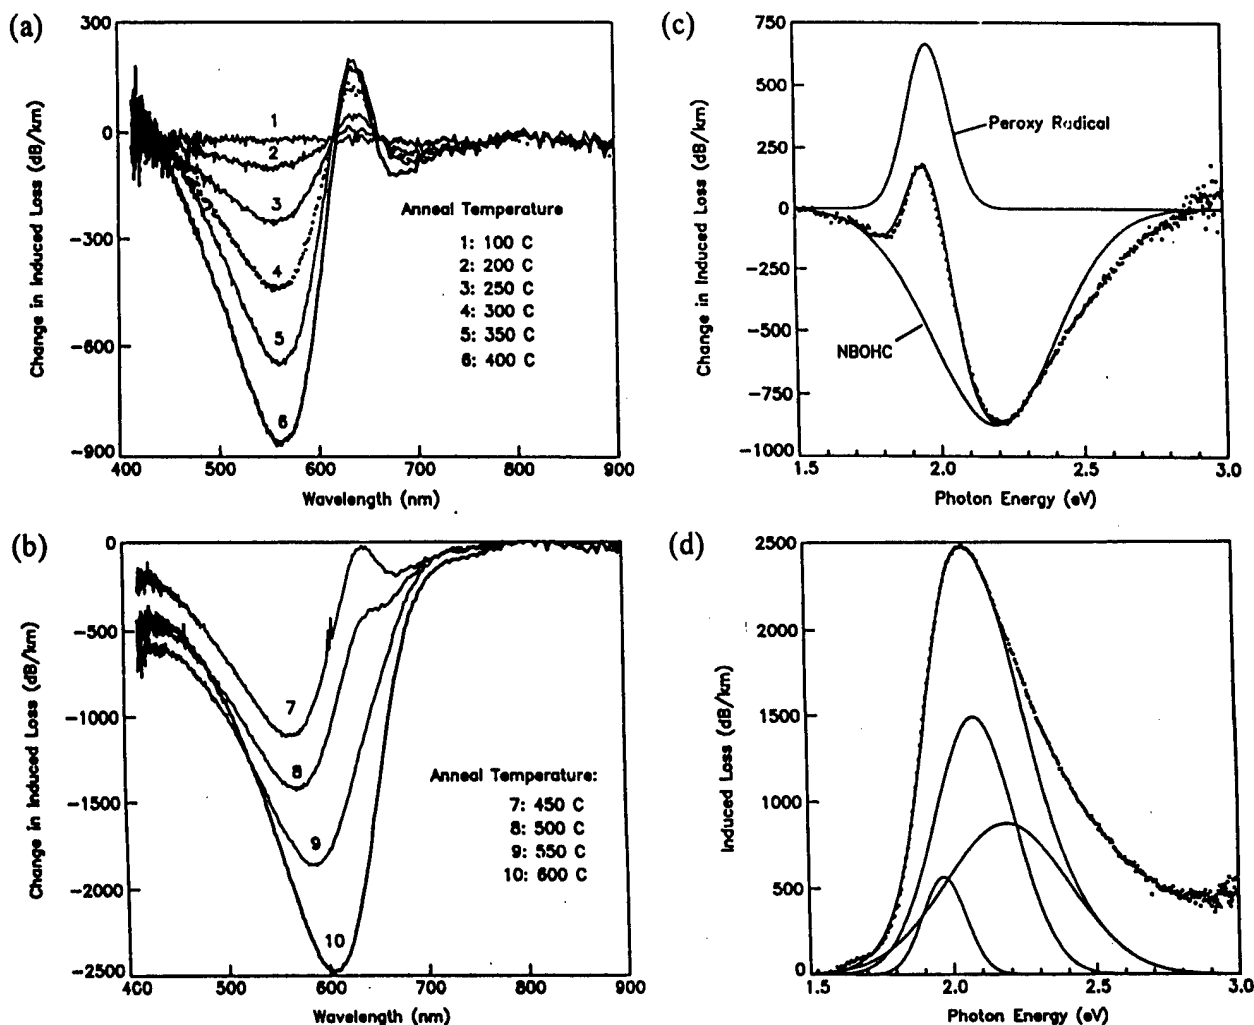 (a)
300
0
−300
−600
−900
Change in Induced Loss (dB/km)
400 500 600 700 800 900
Wavelength (nm)
1
2
3
4
5
6
Anneal Temperature
1: 100 C
2: 200 C
3: 250 C
4: 300 C
5: 350 C
6: 400 C
(c)
750
500
250
0
−250
−500
−750
−1000
Change in Induced Loss (dB/km)
1.5 2.0 2.5 3.0
Photon Energy (eV)
Peroxy Radical
NBOHC
(b)
0
−500
−1000
−1500
−2000
−2500
Change in Induced Loss (dB/km)
400 500 600 700 800 900
Wavelength (nm)
7
8
9
10
Anneal Temperature:
7: 450 C
8: 500 C
9: 550 C
10: 600 C
(d)
2500
2000
1500
1000
500
0
Induced Loss (dB/km)
1.5 2.0 2.5 3.0
Photon Energy (eV)